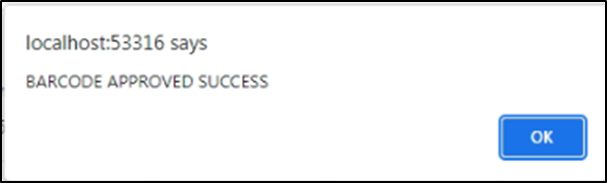 localhost:53316 says
BARCODE APPROVED SUCCESS
OK